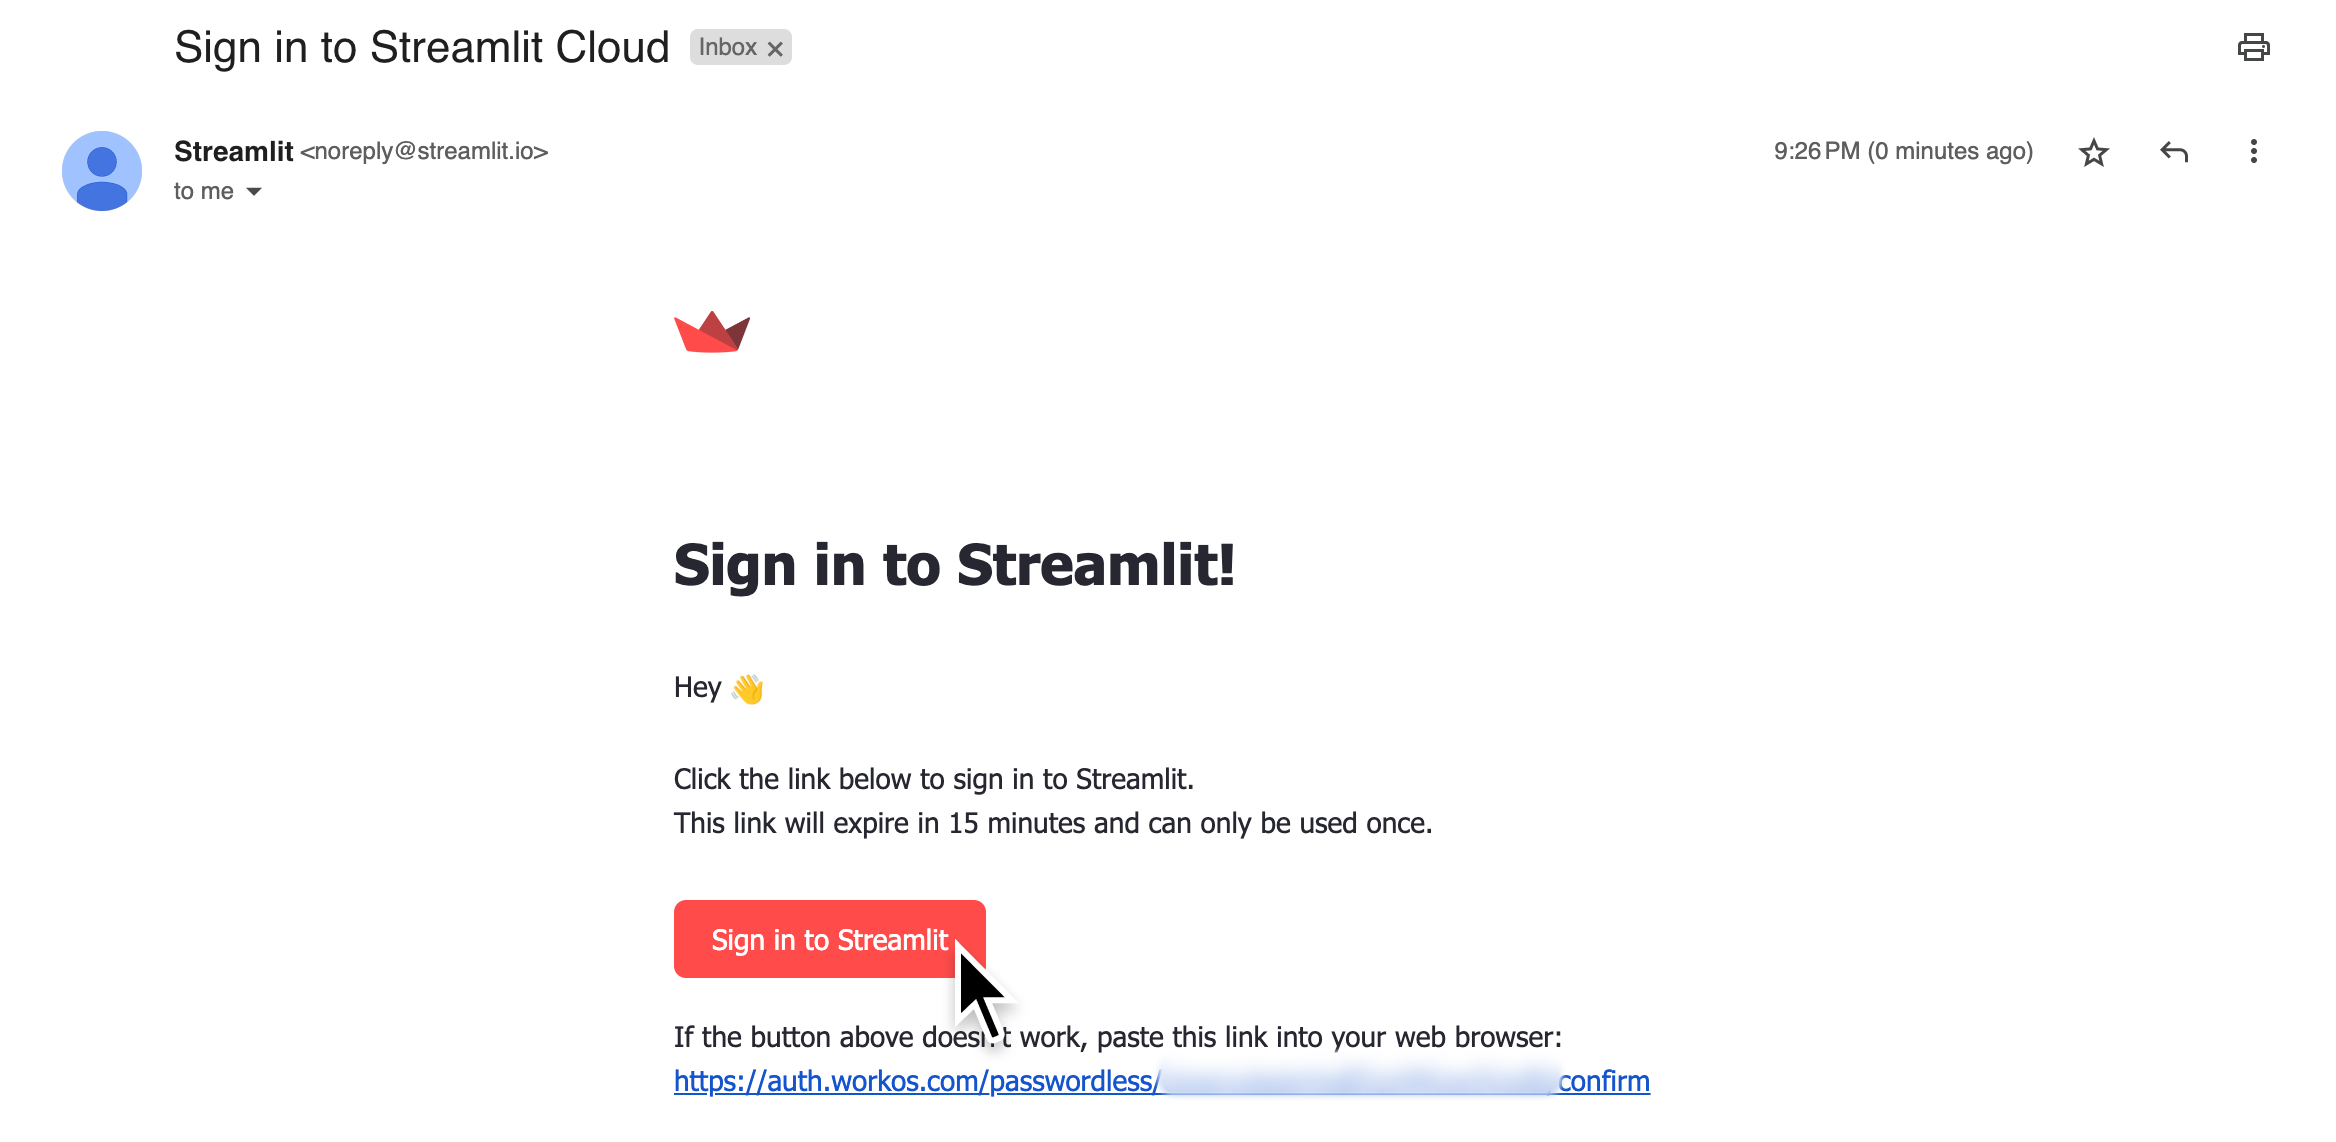 Sign in to Streamlit Cloud Inbox ×
Streamlit <noreply@streamlit.io> 9:26 PM (0 minutes ago)
to me
Sign in to Streamlit!
Hey 👋
Click the link below to sign in to Streamlit.
This link will expire in 15 minutes and can only be used once.
Sign in to Streamlit
If the button above doesn't work, paste this link into your web browser:
https://auth.workos.com/passwordless/ confirm